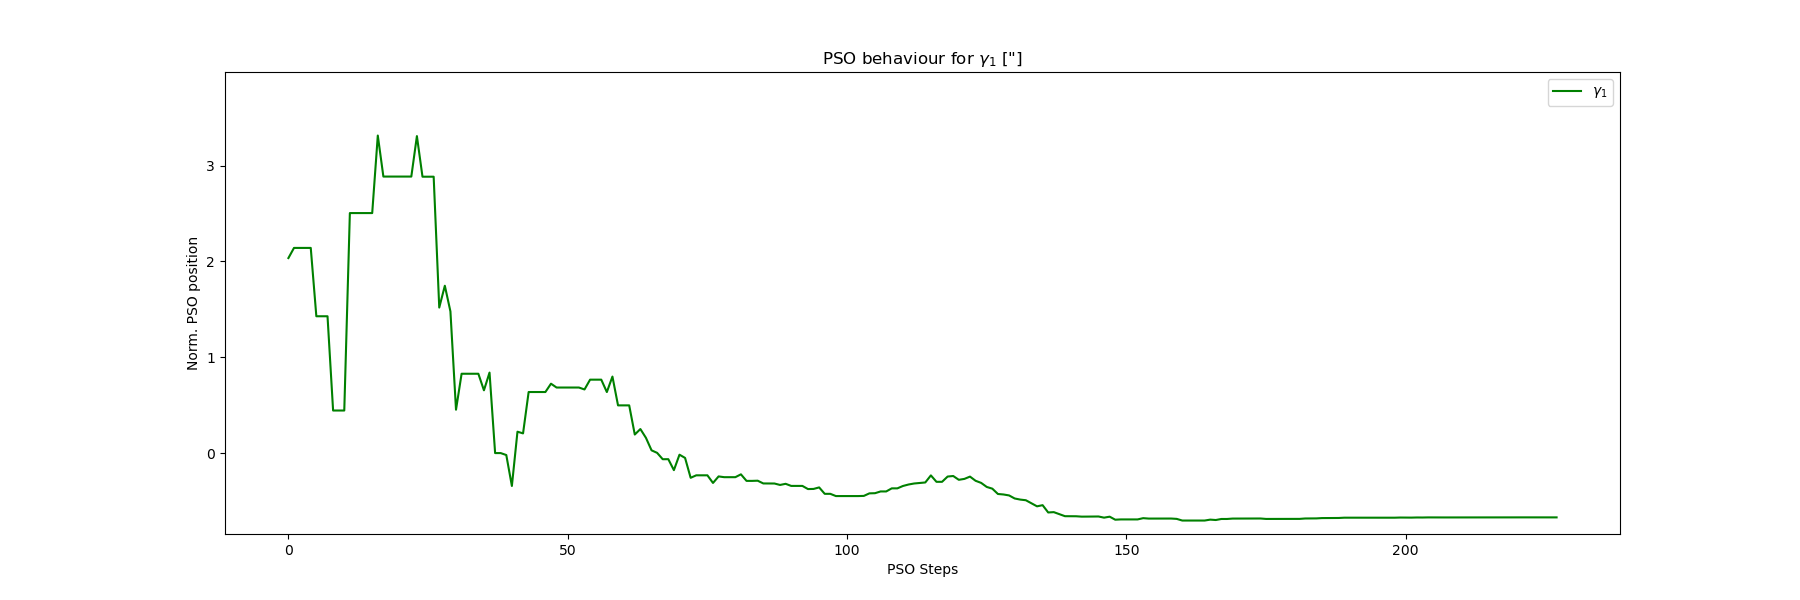 PSO behaviour for γ₁ ["]
γ₁
3
2
1
0
Norm. PSO position
0 50 100 150 200
PSO Steps